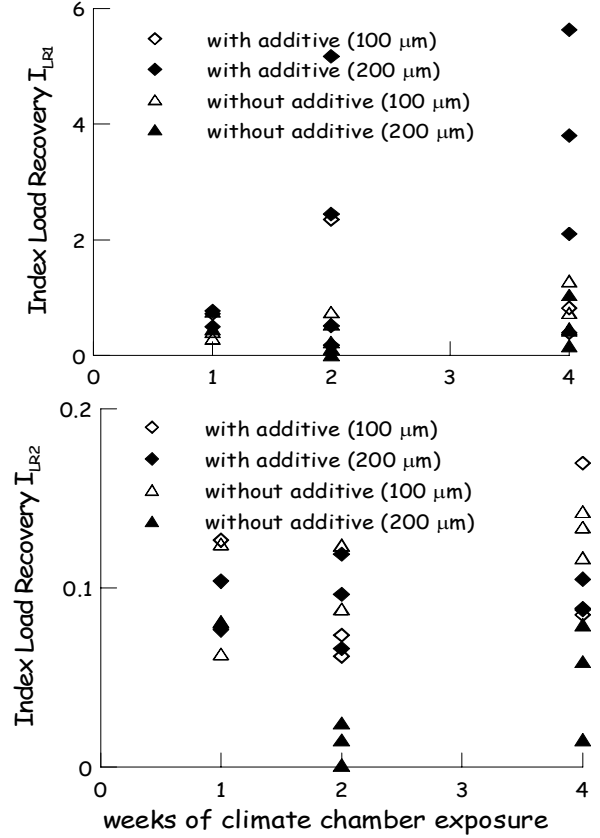 6
with additive (100 μm)
with additive (200 μm)
without additive (100 μm)
without additive (200 μm)
4
2
0
Index Load Recovery I_LR1
0 1 2 3 4
0.2
with additive (100 μm)
with additive (200 μm)
without additive (100 μm)
without additive (200 μm)
0.1
0
Index Load Recovery I_LR2
0 1 2 3 4
weeks of climate chamber exposure